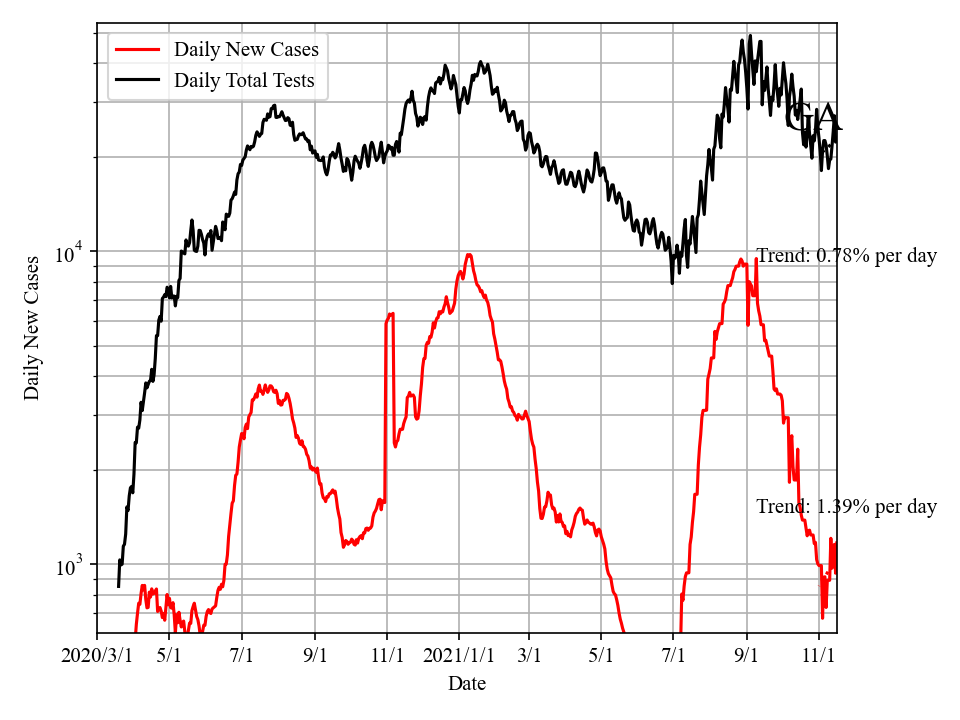 Daily New Cases
Daily Total Tests
GA
Trend: 0.78% per day
Trend: 1.39% per day
10^4
10^3
Daily New Cases
2020/3/1 5/1 7/1 9/1 11/1 2021/1/1 3/1 5/1 7/1 9/1 11/1
Date